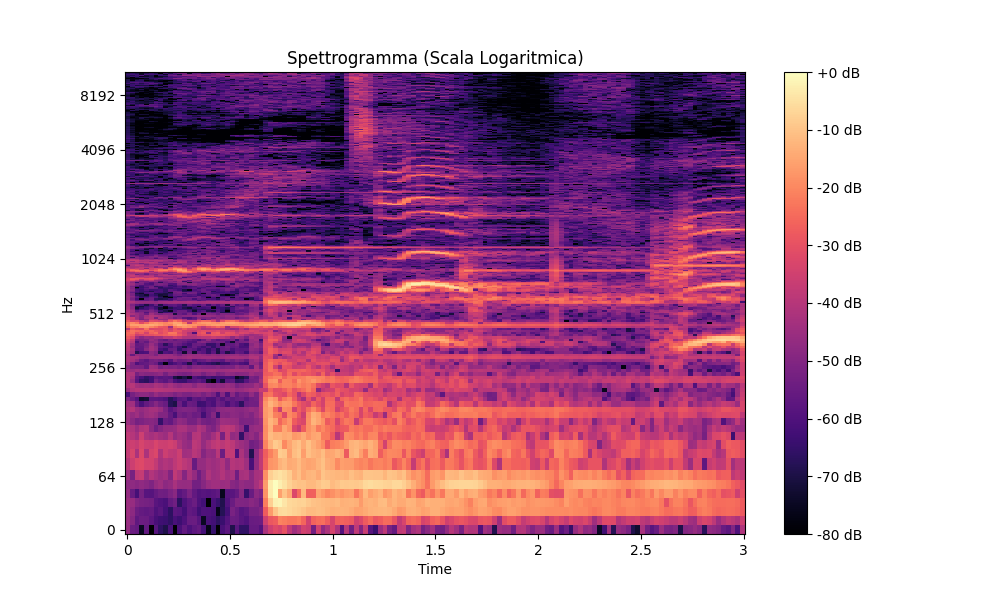 Spettrogramma (Scala Logaritmica)
8192
4096
2048
1024
512
256
128
64
0
Hz
0
0.5
1
1.5
2
2.5
3
Time
+0 dB
-10 dB
-20 dB
-30 dB
-40 dB
-50 dB
-60 dB
-70 dB
-80 dB